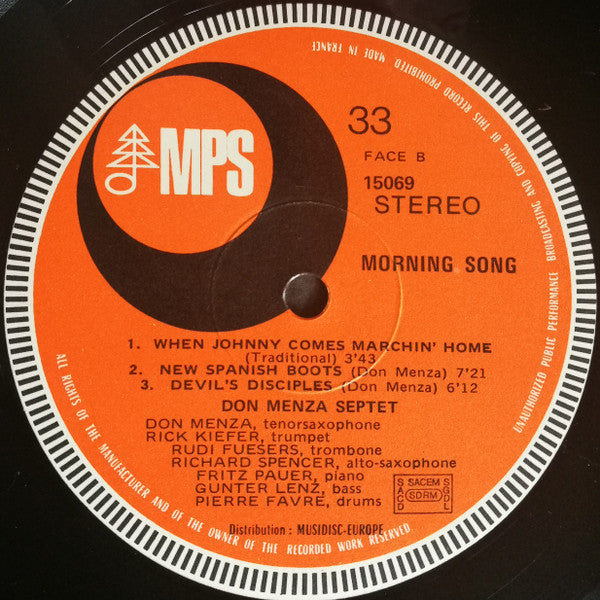 MPS
33
FACE B
15069
STEREO
MORNING SONG
1. WHEN JOHNNY COMES MARCHIN' HOME
(Traditional) 3'43
2. NEW SPANISH BOOTS (Don Menza) 7'21
3. DEVIL'S DISCIPLES (Don Menza) 6'12
DON MENZA SEPTET
DON MENZA, tenorsaxophone
RICK KIEFER, trumpet
RUDI FUESERS, trombone
RICHARD SPENCER, alto-saxophone
FRITZ PAUER, piano
GUNTER LENZ, bass
PIERRE FAVRE, drums
SACD SACEM SDRM SGDL
Distribution : MUSIDISC-EUROPE
ALL RIGHTS OF THE MANUFACTURER AND OF THE OWNER OF THE RECORDED WORK RESERVED
UNAUTHORIZED PUBLIC PERFORMANCE BROADCASTING AND COPYING OF THIS RECORD PROHIBITED MADE IN FRANCE